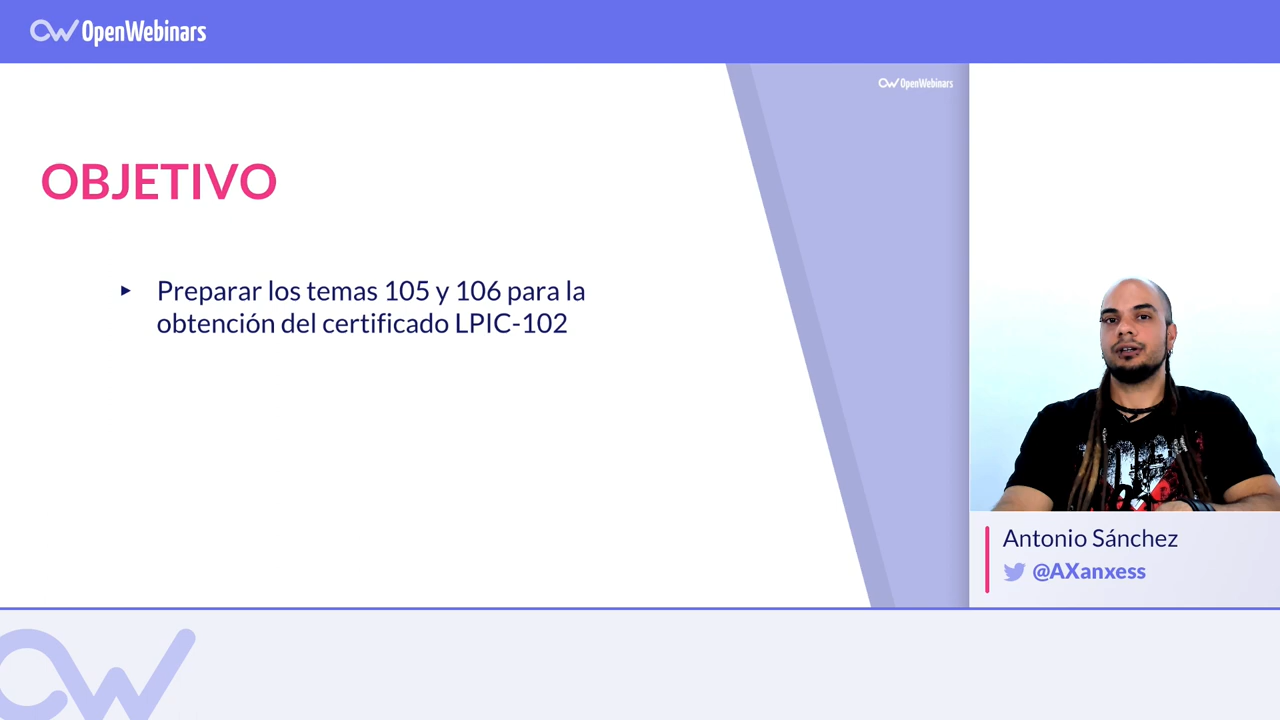 OpenWebinars
OpenWebinars
OBJETIVO
▸ Preparar los temas 105 y 106 para la
obtención del certificado LPIC-102
Antonio Sánchez
@AXanxess